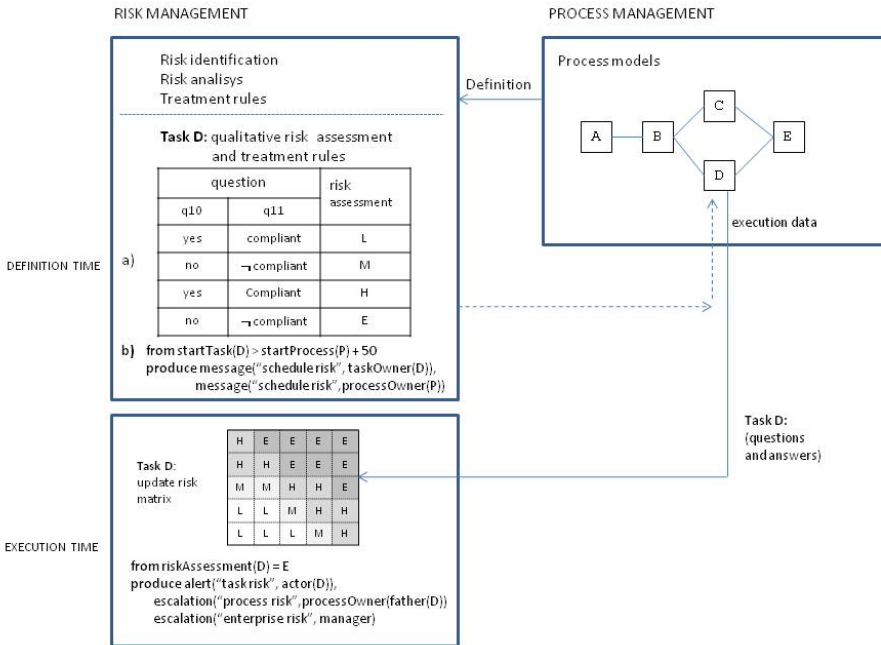 RISK MANAGEMENT
PROCESS MANAGEMENT
Risk identification
Risk analisys
Treatment rules
Definition
Process models
A
B
C
D
E
execution data
Task D: qualitative risk assessment
and treatment rules
question
risk
assessment
q10
q11
yes
compliant
L
no
¬ compliant
M
yes
Compliant
H
no
¬ compliant
E
DEFINITION TIME
a)
b) from startTask(D) > startProcess(P) + 50
produce message("schedule risk", taskOwner(D)),
message("schedule risk", processOwner(P))
Task D:
(questions
and answers)
EXECUTION TIME
Task D:
update risk
matrix
H E E E E
H H E E E
M M H H E
L L M H H
L L L M H
from riskAssessment(D) = E
produce alert("task risk", actor(D)),
escalation("process risk", processOwner(father(D))
escalation("enterprise risk", manager)